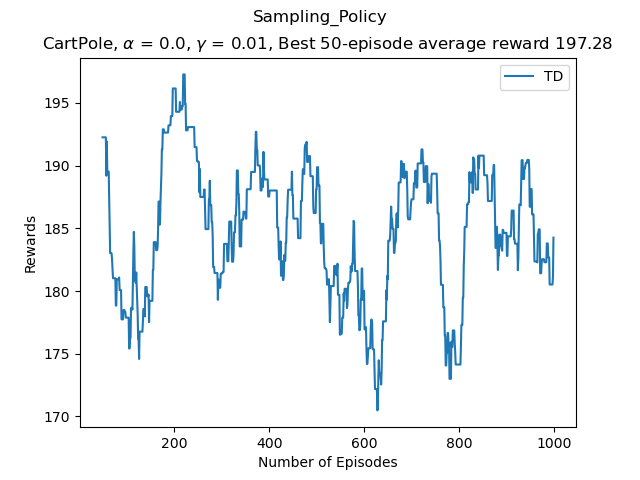 Sampling_Policy
CartPole, α = 0.0, γ = 0.01, Best 50-episode average reward 197.28
TD
195
190
185
180
175
170
Rewards
200
400
600
800
1000
Number of Episodes